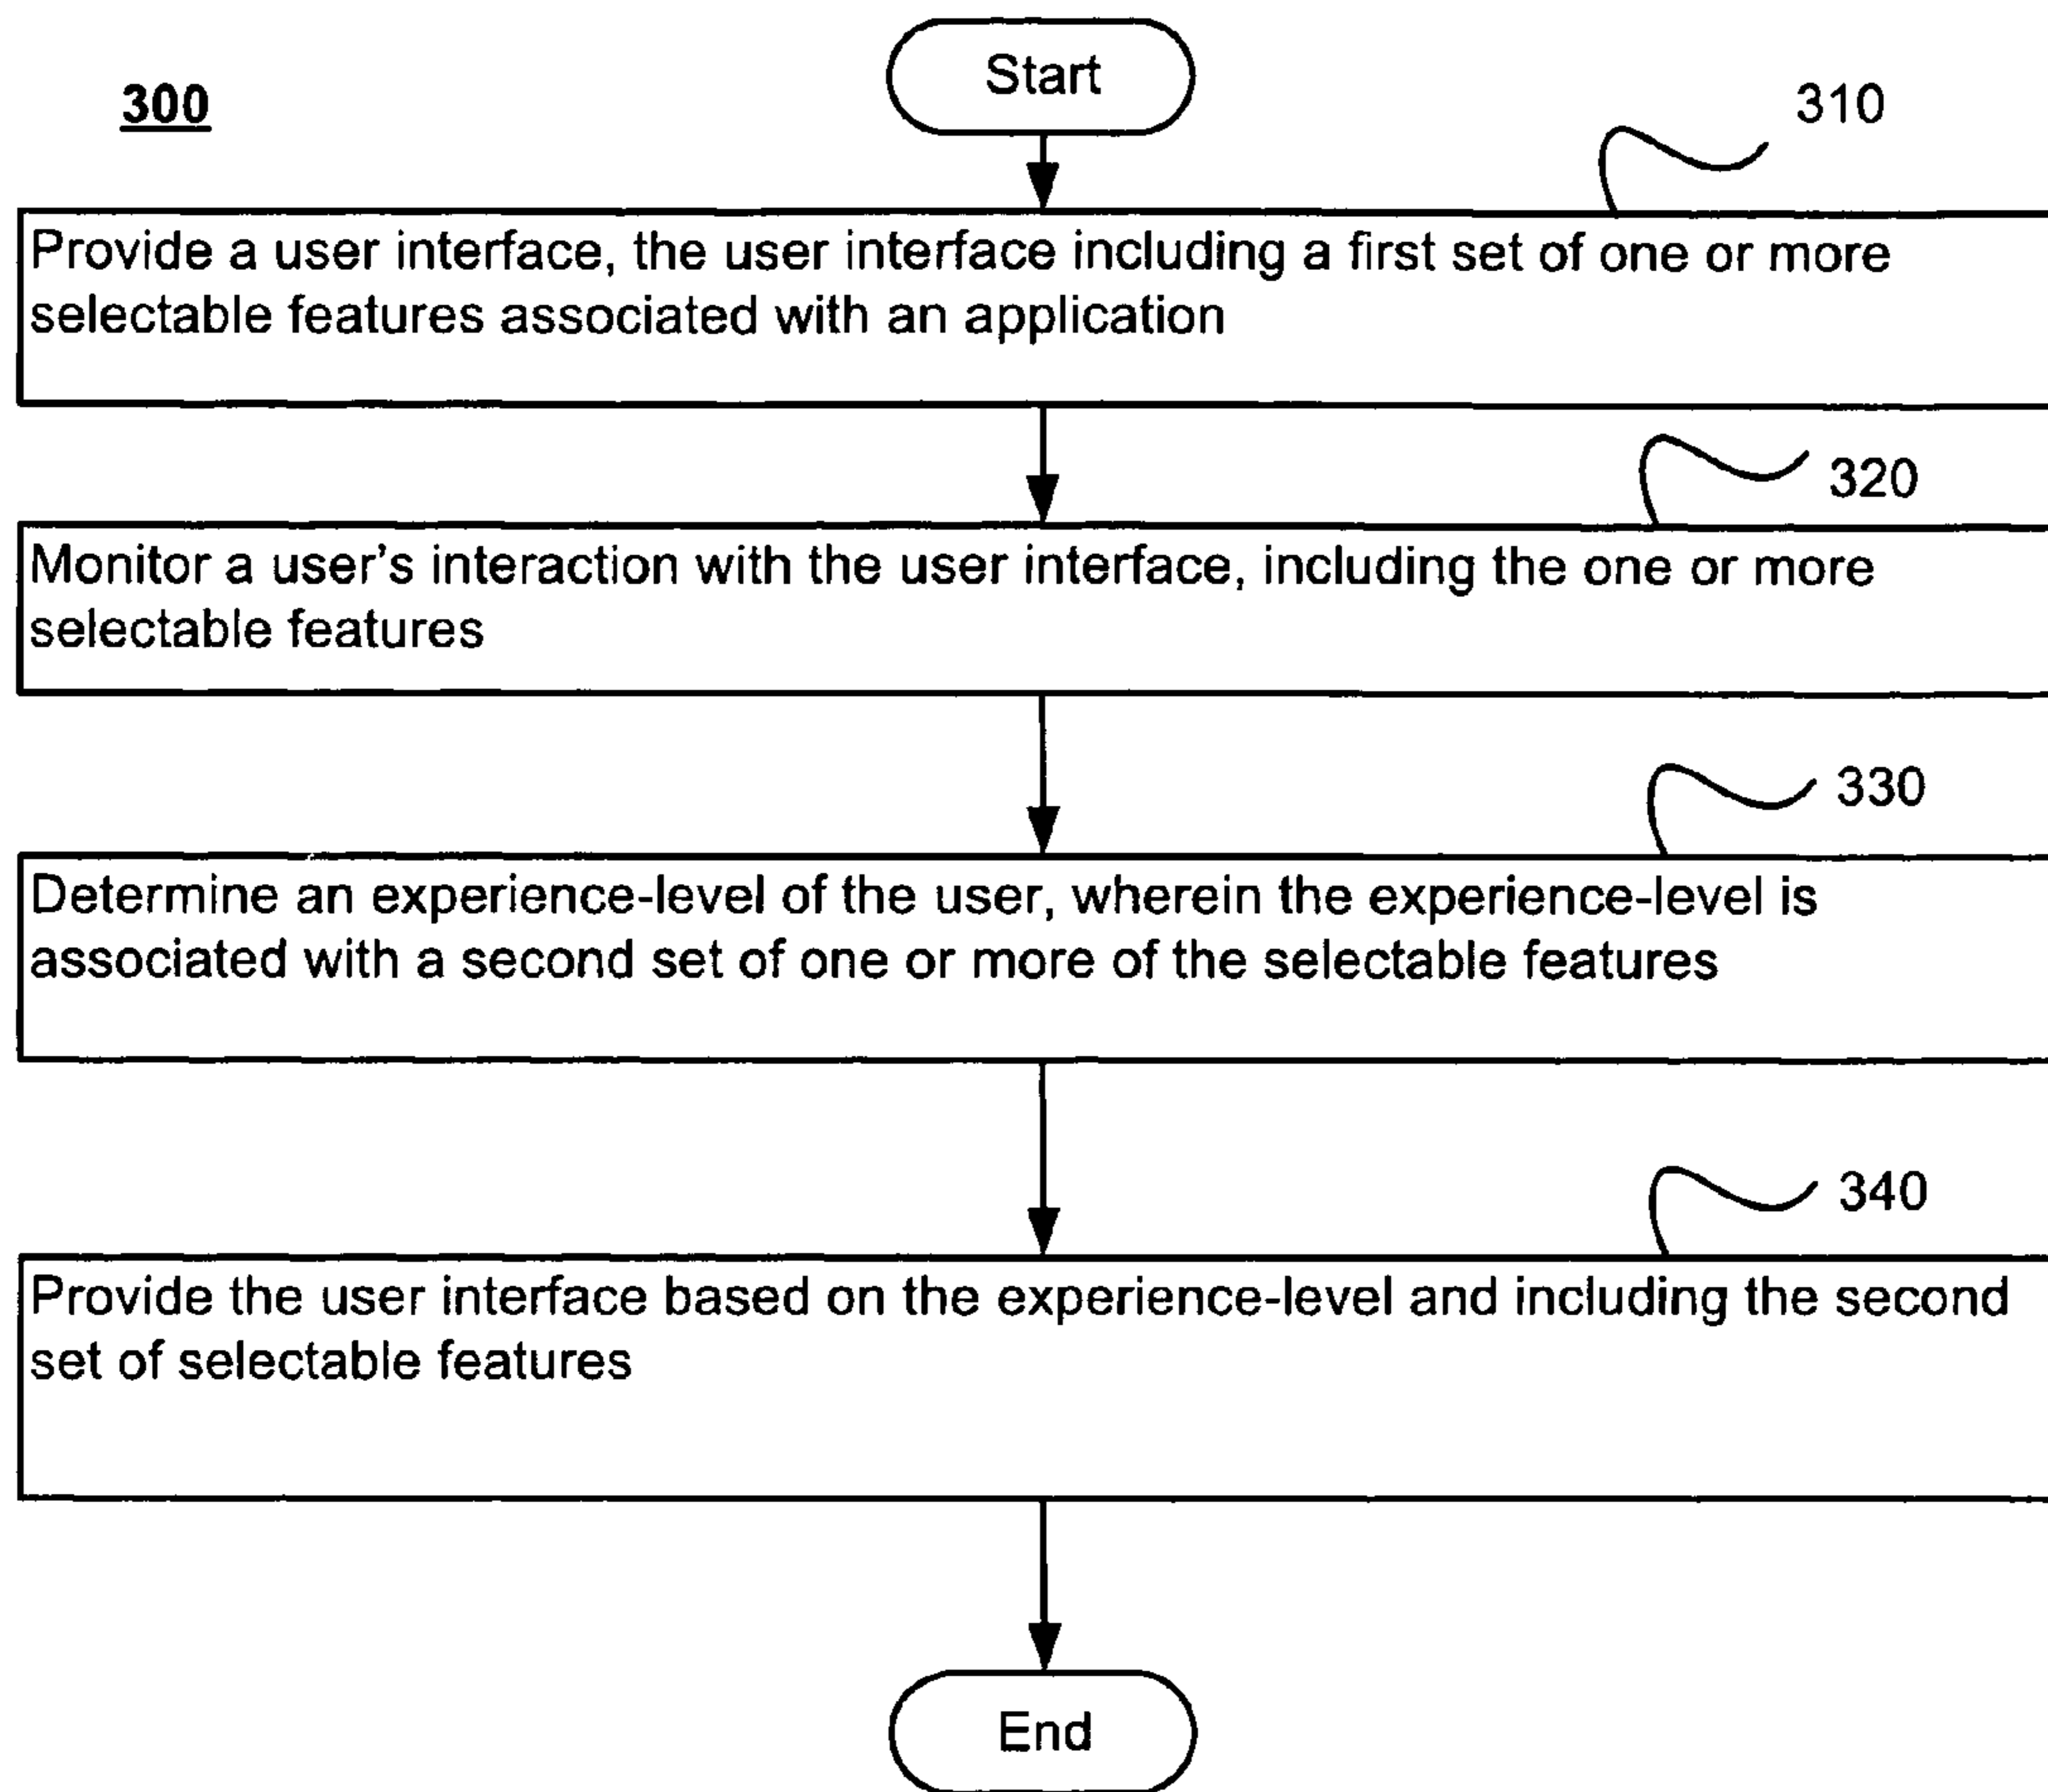 Start
300
310
Provide a user interface, the user interface including a first set of one or more
selectable features associated with an application
320
Monitor a user's interaction with the user interface, including the one or more
selectable features
330
Determine an experience-level of the user, wherein the experience-level is
associated with a second set of one or more of the selectable features
340
Provide the user interface based on the experience-level and including the second
set of selectable features
End